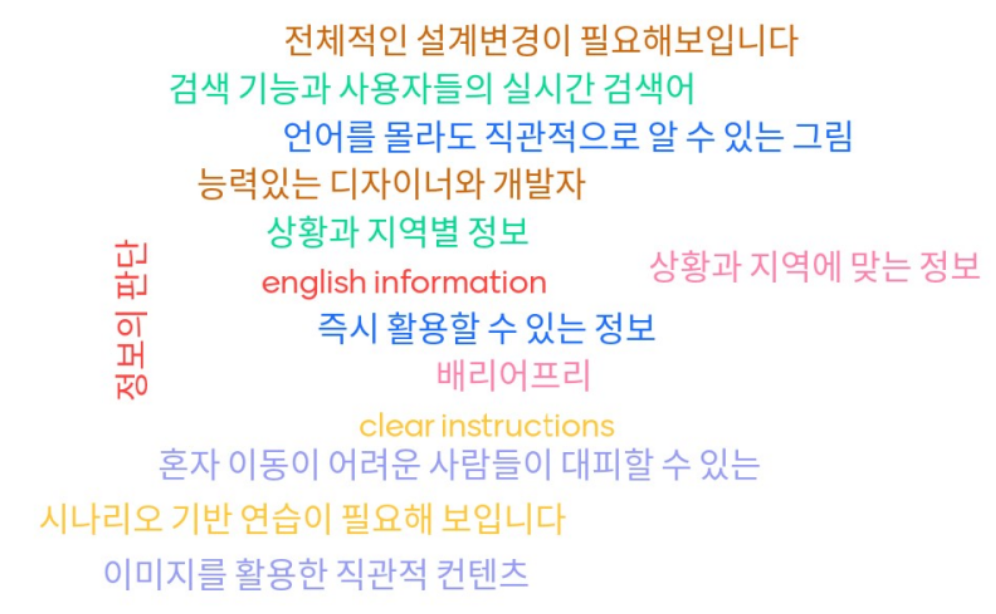 전체적인 설계변경이 필요해보입니다
검색 기능과 사용자들의 실시간 검색어
언어를 몰라도 직관적으로 알 수 있는 그림
능력있는 디자이너와 개발자
상황과 지역별 정보
상황과 지역에 맞는 정보
정보의 판단
english information
즉시 활용할 수 있는 정보
배리어프리
clear instructions
혼자 이동이 어려운 사람들이 대피할 수 있는
시나리오 기반 연습이 필요해 보입니다
이미지를 활용한 직관적 컨텐츠